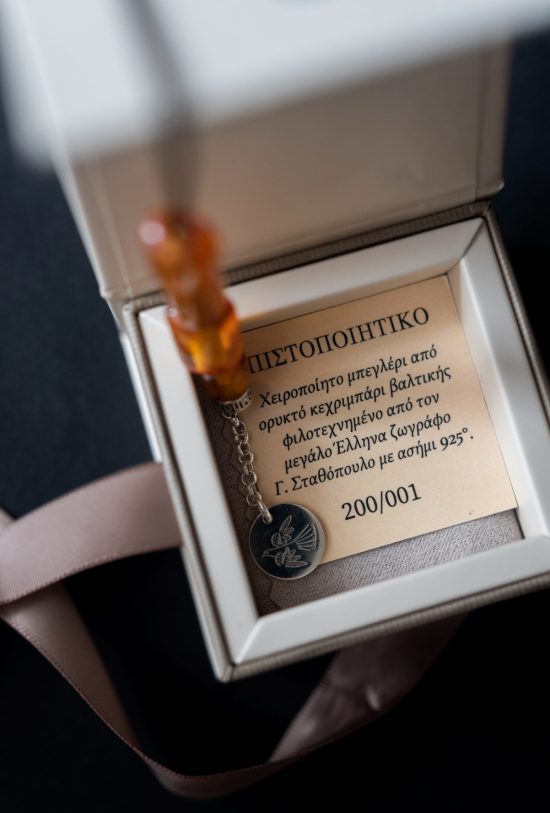 ΠΙΣΤΟΠΟΙΗΤΙΚΟ
Χειροποίητο μπεγλέρι από
ορυκτό κεχριμπάρι βαλτικής
φιλοτεχνημένο από τον
μεγάλο Έλληνα ζωγράφο
Γ. Σταθόπουλο με ασήμι 925°.
200/001